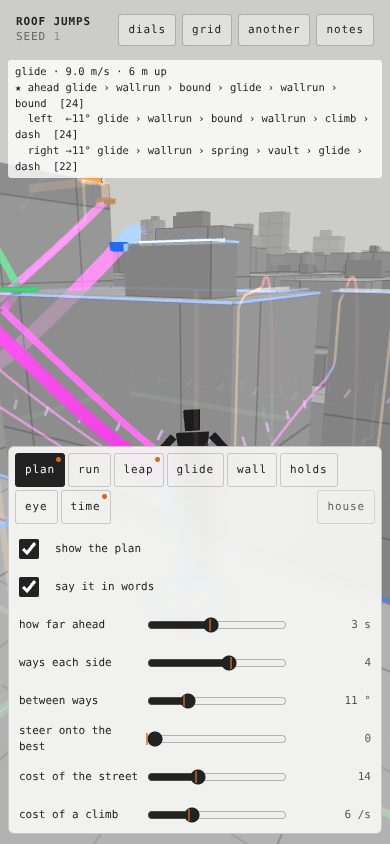 ROOF JUMPS
SEED 1
dials
grid
another
notes
glide · 9.0 m/s · 6 m up
★ ahead glide › wallrun › bound › glide › wallrun ›
bound  [24]
left  ←11° glide › wallrun › bound › wallrun › climb ›
dash  [24]
right →11° glide › wallrun › spring › vault › glide ›
dash  [22]
plan
run
leap
glide
wall
holds
eye
time
house
show the plan
say it in words
how far ahead 3 s
ways each side 4
between ways 11 °
steer onto the
best 0
cost of the street 14
cost of a climb 6 /s